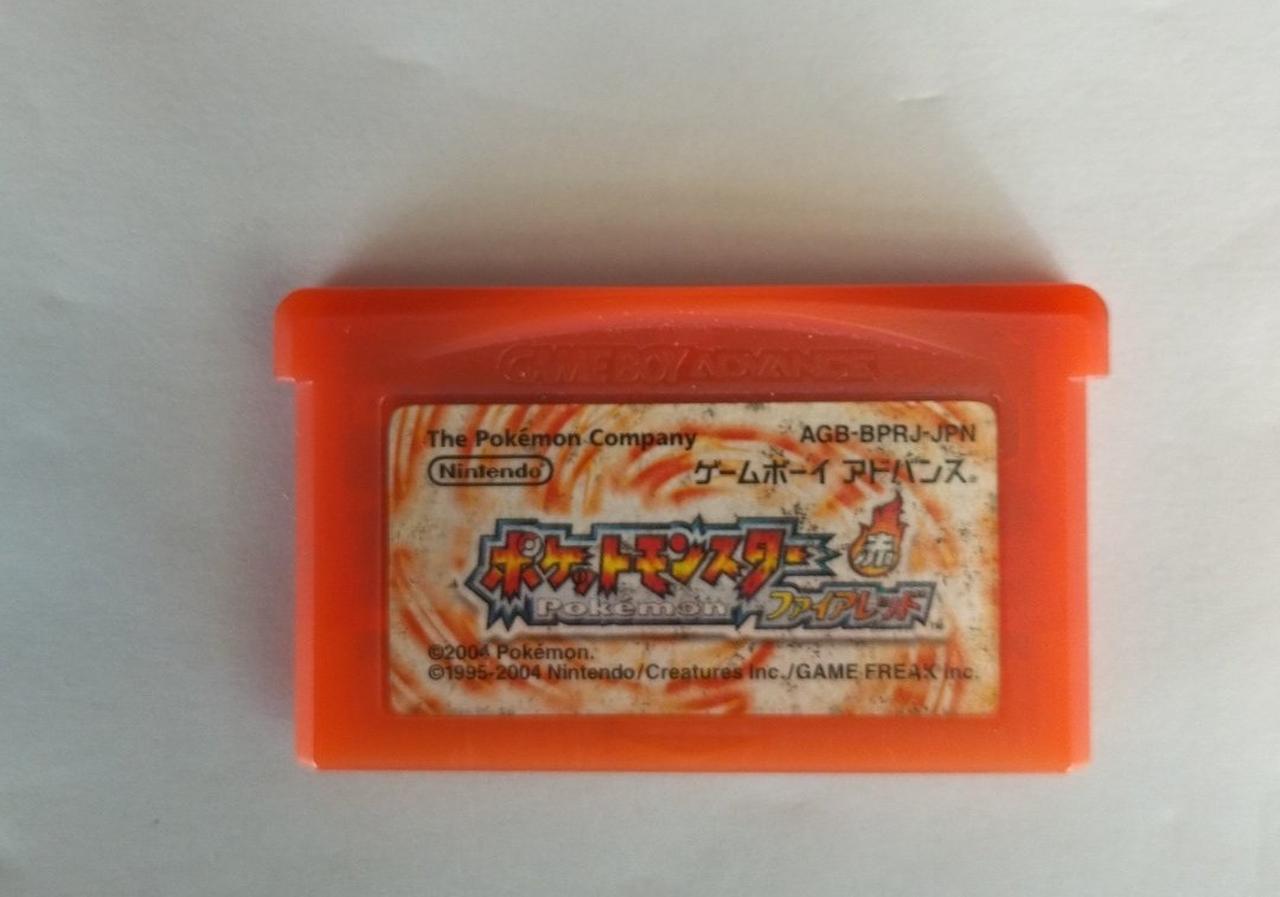 GAME BOY ADVANCE
The Pokémon Company
AGB-BPRJ-JPN
Nintendo®
ゲームボーイ アドバンス®
ポケットモンスター
赤
Pokémon
ファイアレッド™
©2004 Pokémon.
©1995-2004 Nintendo/Creatures Inc./GAME FREAK inc.